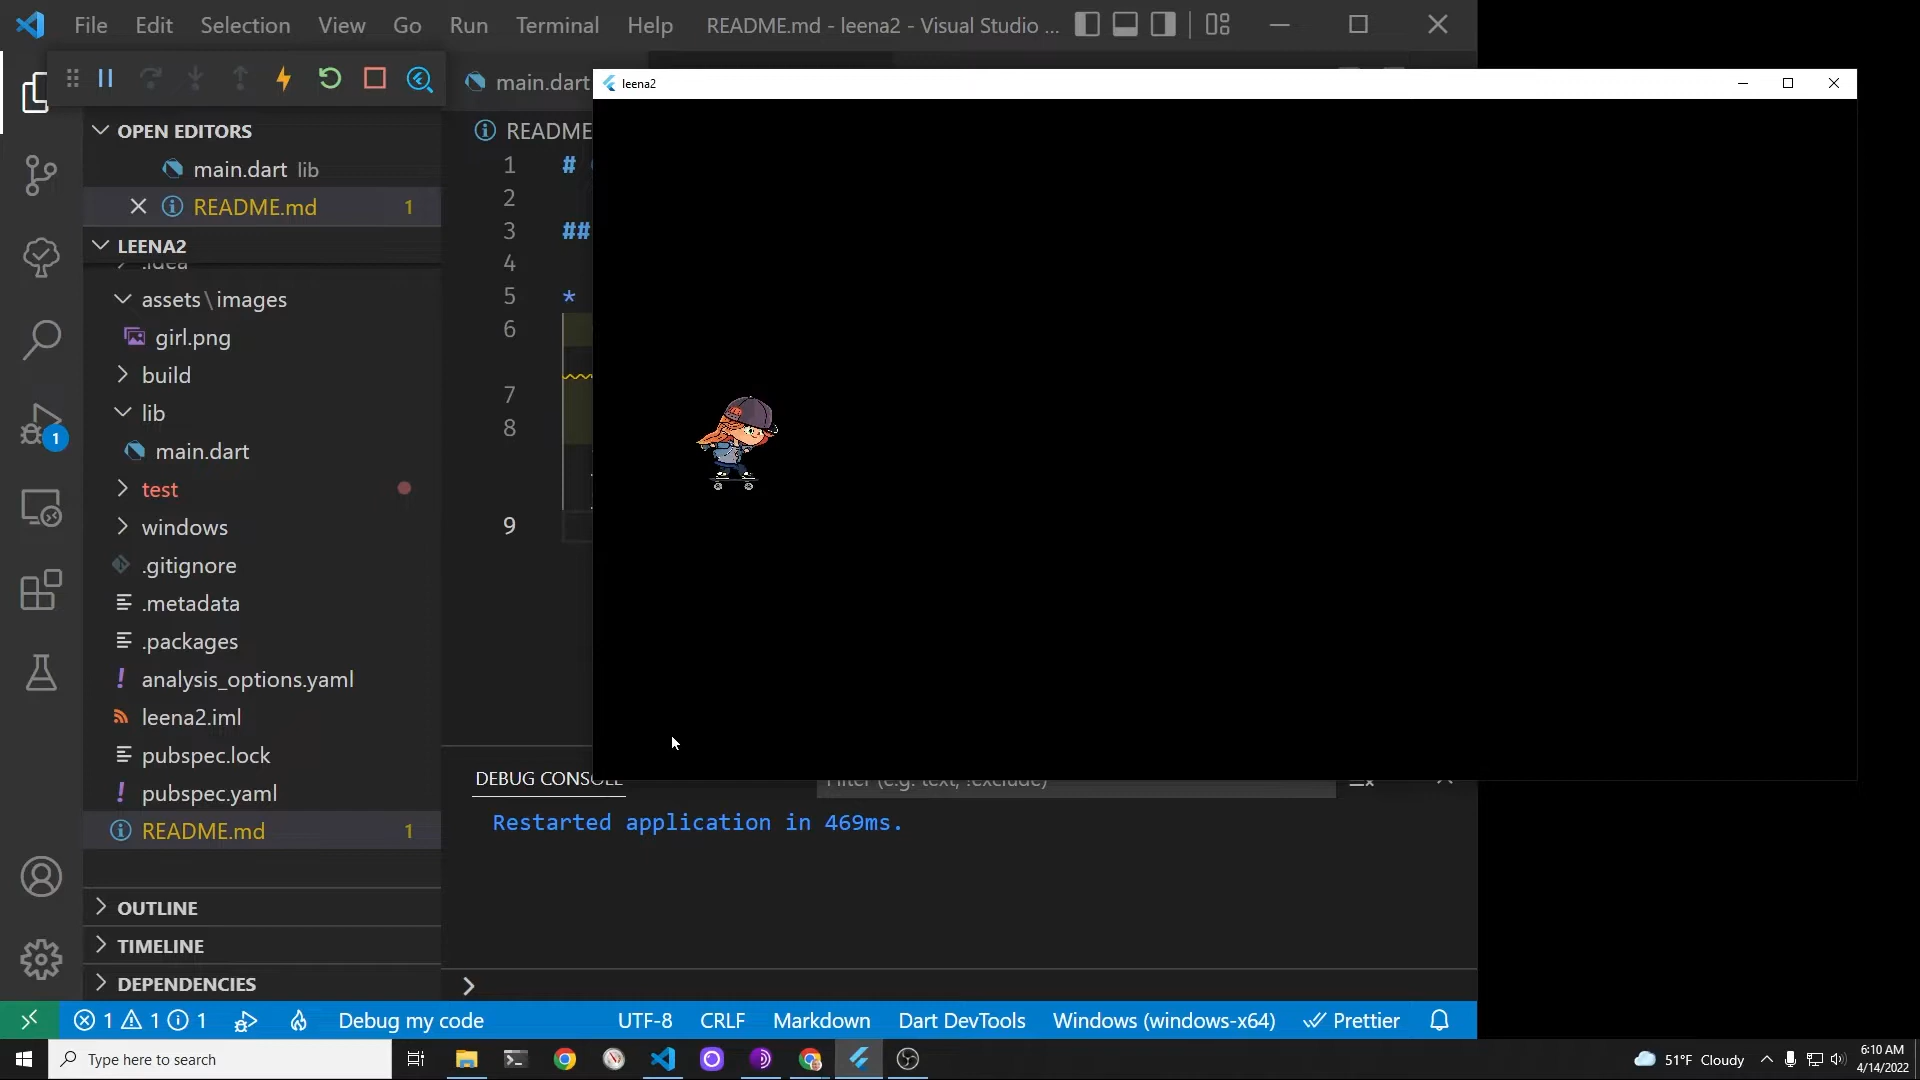 File Edit Selection View Go Run Terminal Help README.md - leena2 - Visual Studio ...
main.dart
leena2
OPEN EDITORS
main.dart lib
README.md 1
LEENA2
.idea
assets\images
girl.png
build
lib
main.dart
test
windows
.gitignore
.metadata
.packages
analysis_options.yaml
leena2.iml
pubspec.lock
pubspec.yaml
README.md 1
OUTLINE
TIMELINE
DEPENDENCIES
README
1 #
2
3 ##
4
5 *
6
7
8
9
DEBUG CONSOLE
Filter (e.g. text, !exclude)
Restarted application in 469ms.
1
1 1 1 Debug my code UTF-8 CRLF Markdown Dart DevTools Windows (windows-x64) Prettier
Type here to search
51°F Cloudy
6:10 AM
4/14/2022